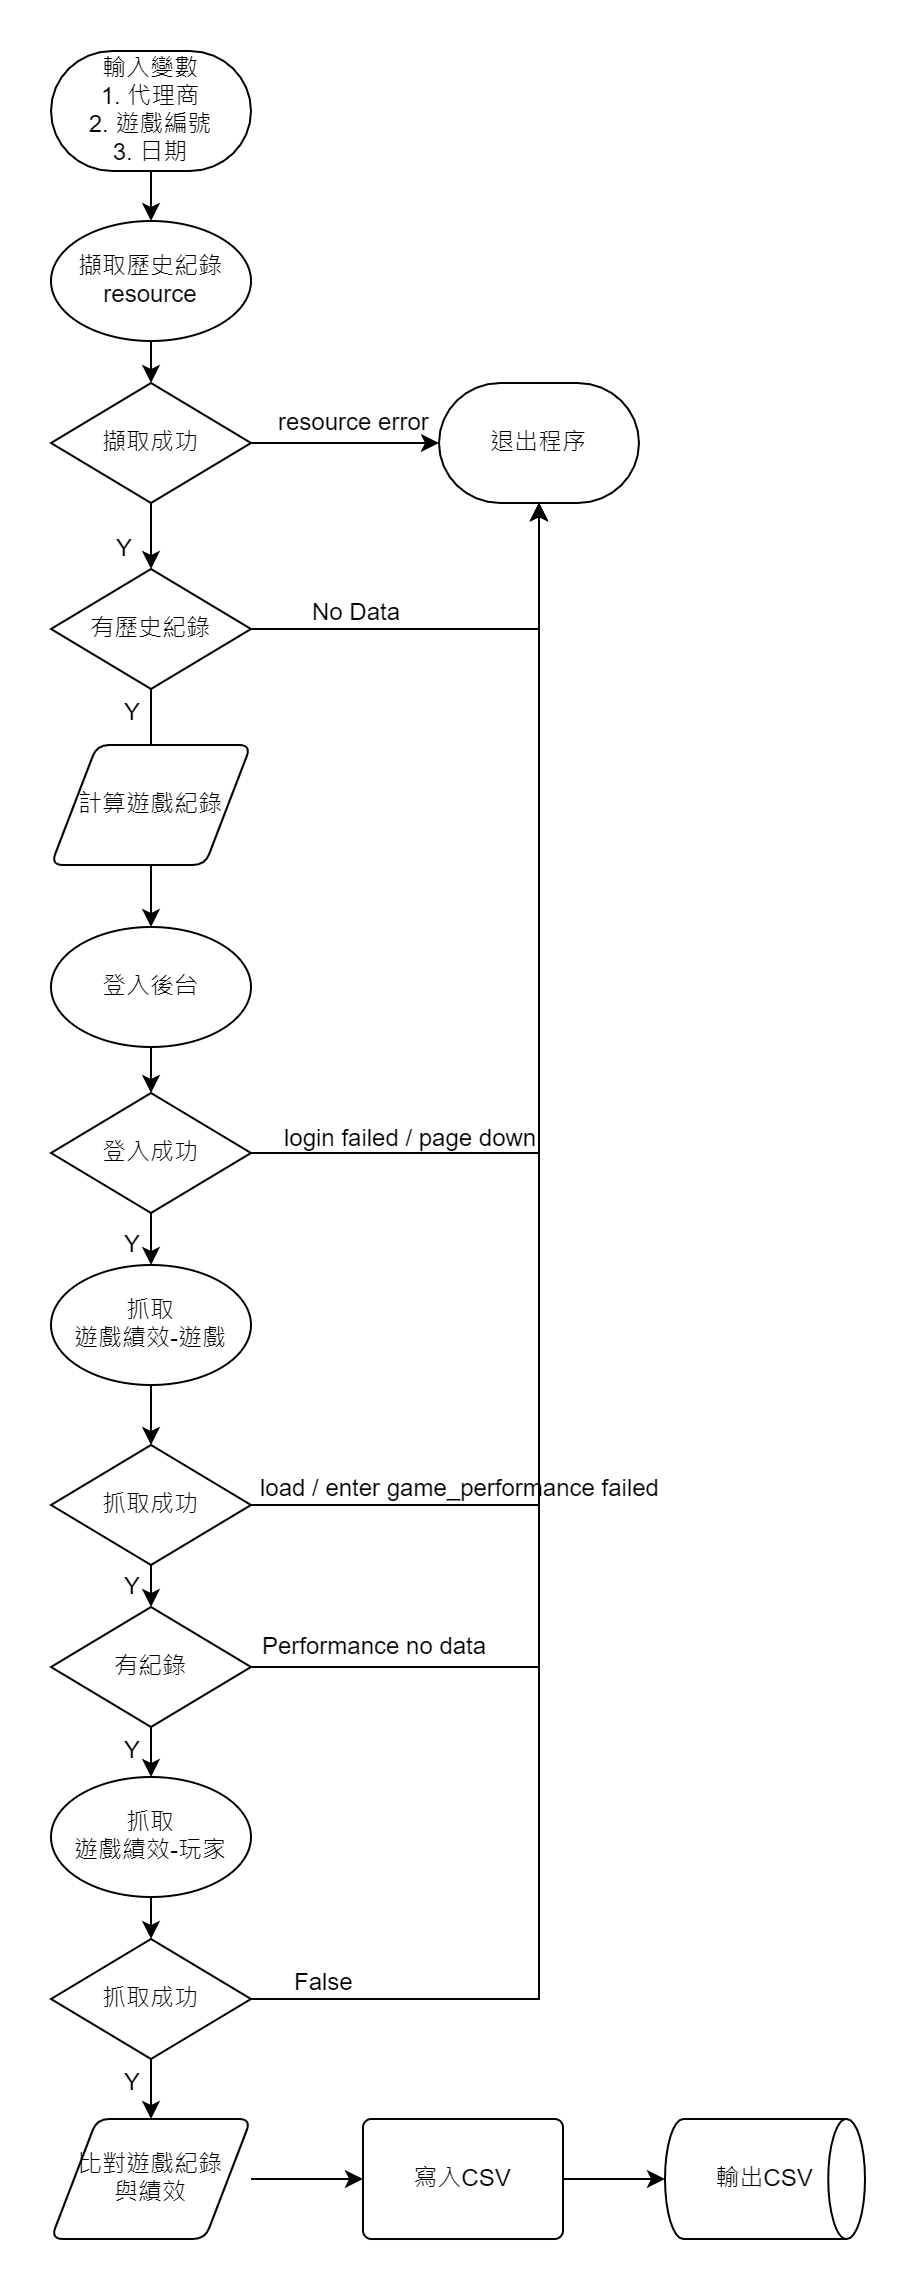 輸入變數
1. 代理商
2. 遊戲編號
3. 日期
擷取歷史紀錄
resource
擷取成功
resource error
退出程序
Y
有歷史紀錄
No Data
Y
計算遊戲紀錄
登入後台
登入成功
login failed / page down
Y
抓取
遊戲績效-遊戲
抓取成功
load / enter game_performance failed
Y
有紀錄
Performance no data
Y
抓取
遊戲績效-玩家
抓取成功
False
Y
比對遊戲紀錄
與績效
寫入CSV
輸出CSV